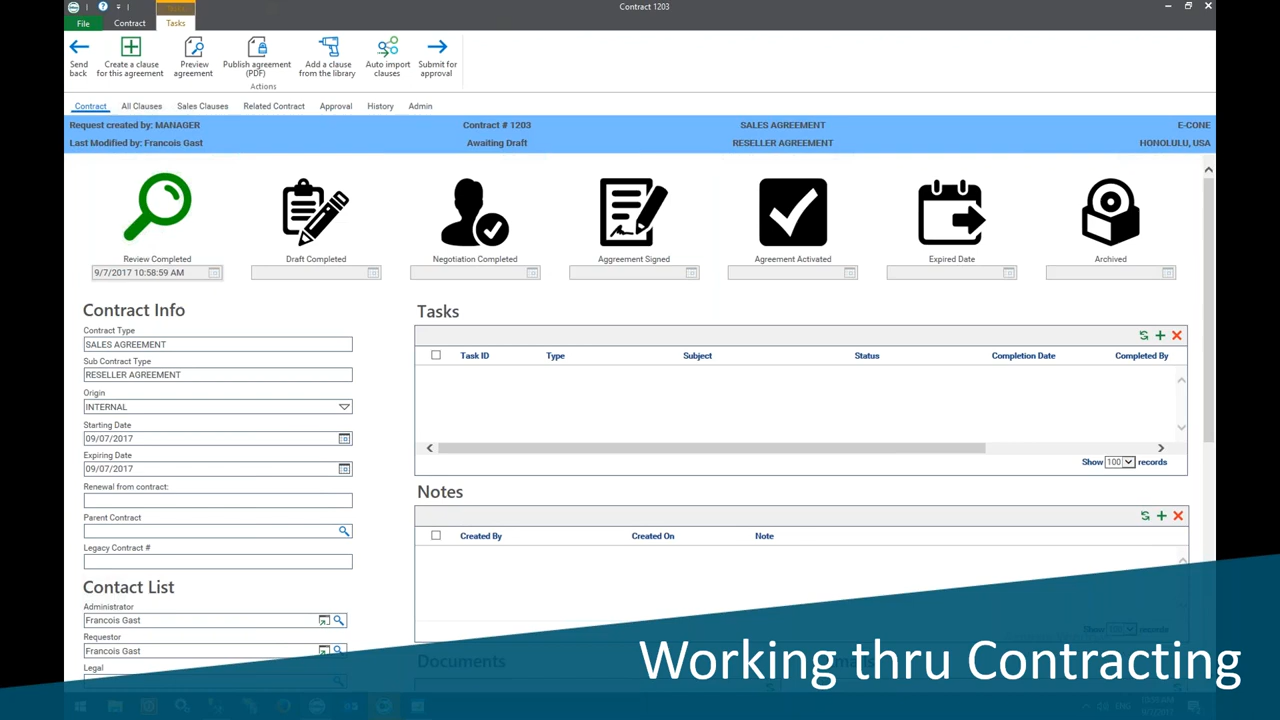 Contract 1203
File Contract Tasks
Send back
Create a clause for this agreement
Preview agreement
Publish agreement (PDF)
Add a clause from the library
Auto import clauses
Submit for approval
Actions
Contract All Clauses Sales Clauses Related Contract Approval History Admin
Request created by: MANAGER Contract # 1203 SALES AGREEMENT E-CONE
Last Modified by: Francois Gast Awaiting Draft RESELLER AGREEMENT HONOLULU, USA
Review Completed Draft Completed Negotiation Completed Aggreement Signed Agreement Activated Expired Date Archived
9/7/2017 10:58:59 AM
Contract Info
Contract Type
SALES AGREEMENT
Sub Contract Type
RESELLER AGREEMENT
Origin
INTERNAL
Starting Date
09/07/2017
Expiring Date
09/07/2017
Renewal from contract:
Parent Contract
Legacy Contract #
Contact List
Administrator
Francois Gast
Requestor
Francois Gast
Legal
Tasks
Task ID Type Subject Status Completion Date Completed By
Show 100 records
Notes
Created By Created On Note
Show 100 records
Documents
Working thru Contracting
ENG